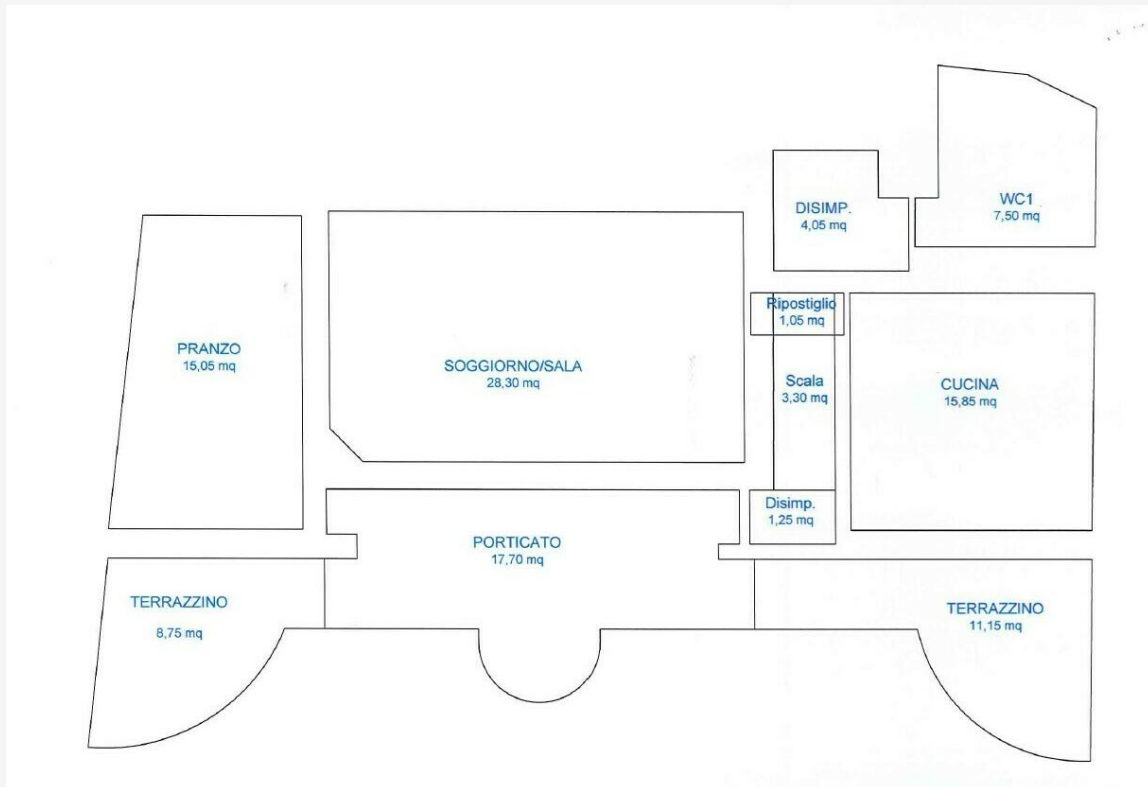 WC1
7,50 mq
DISIMP.
4,05 mq
Ripostiglio
1,05 mq
PRANZO
15,05 mq
SOGGIORNO/SALA
28,30 mq
Scala
3,30 mq
CUCINA
15,85 mq
Disimp.
1,25 mq
PORTICATO
17,70 mq
TERRAZZINO
8,75 mq
TERRAZZINO
11,15 mq